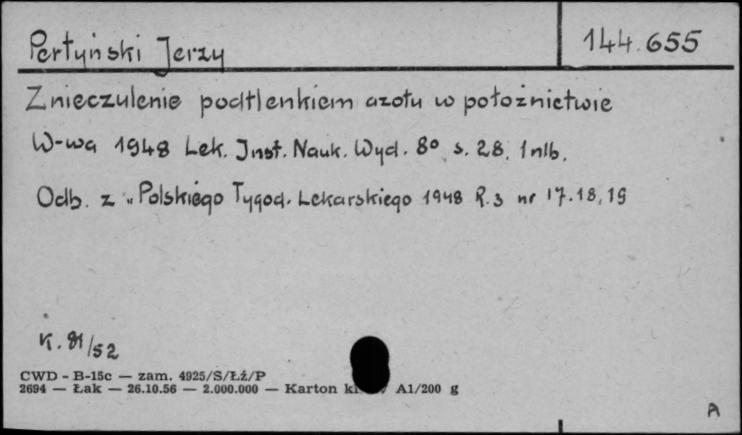 Pertyński Jerzy
144.655
Znieczulenie podtlenkiem azotu w położnictwie
W-wa 1948 Lek. Inst. Nauk. Wyd. 8° s. 28, 1 nlb.
Odb. z „Polskiego Tygod. Lekarskiego 1948 R. 3 nr 17.18,19
K. 81/52
CWD - B-15c — zam. 4925/S/Łź/P
2694 — Łak — 26.10.56 — 2.000.000 — Karton A1/200 g
A